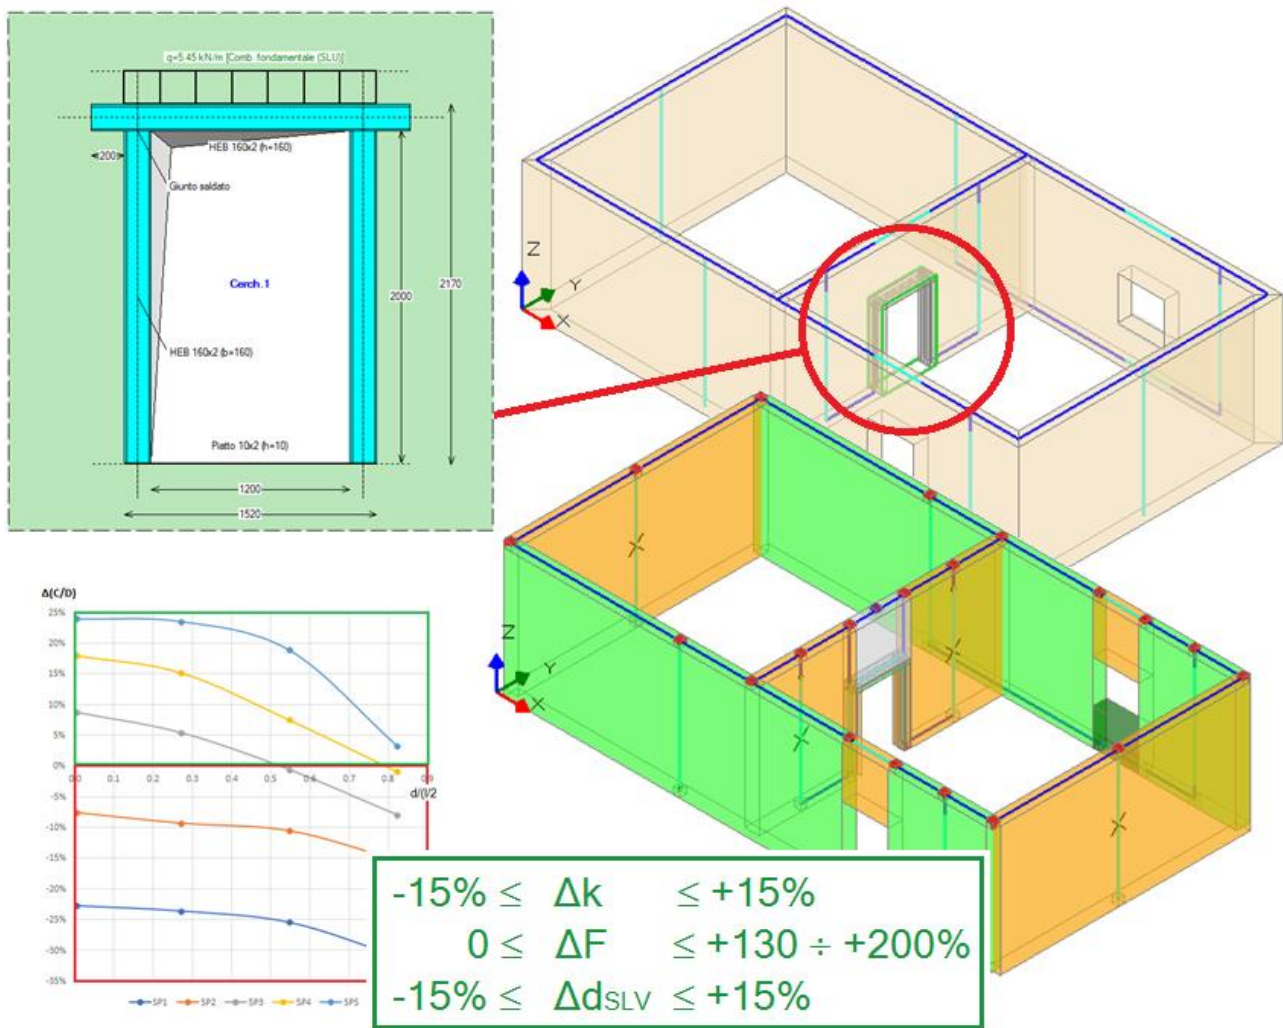 q=5.45 kN/m [Comb. fondamentale (SLU)]
200
HEB 160x2 (h=160)
Giunto saldato
Cerch.1
2000
2170
HEB 160x2 (b=160)
Piatto 10x2 (h=10)
1200
1520
Z
Y
X
Z
Y
X
Δ(C/D)
25%
20%
15%
10%
5%
0%
0.0 0.1 0.2 0.3 0.4 0.5 0.6 0.7 0.8 0.9
d/(l/2
-5%
-10%
-15%
-20%
-25%
-30%
-35%
SP1 SP2 SP3 SP4 SP5
-15% ≤ Δk ≤ +15%
0 ≤ ΔF ≤ +130 ÷ +200%
-15% ≤ ΔdSLV ≤ +15%